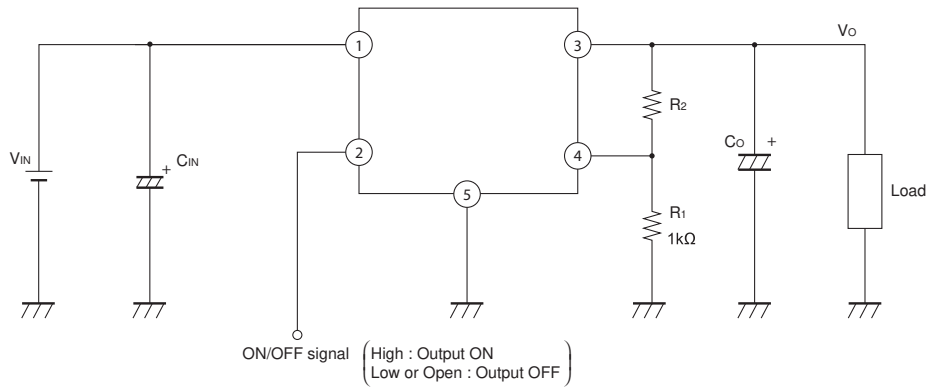 VO
1
3
R2
CO
+
2
4
VIN
CIN
+
5
R1
1kΩ
Load
ON/OFF signal
High : Output ON
Low or Open : Output OFF